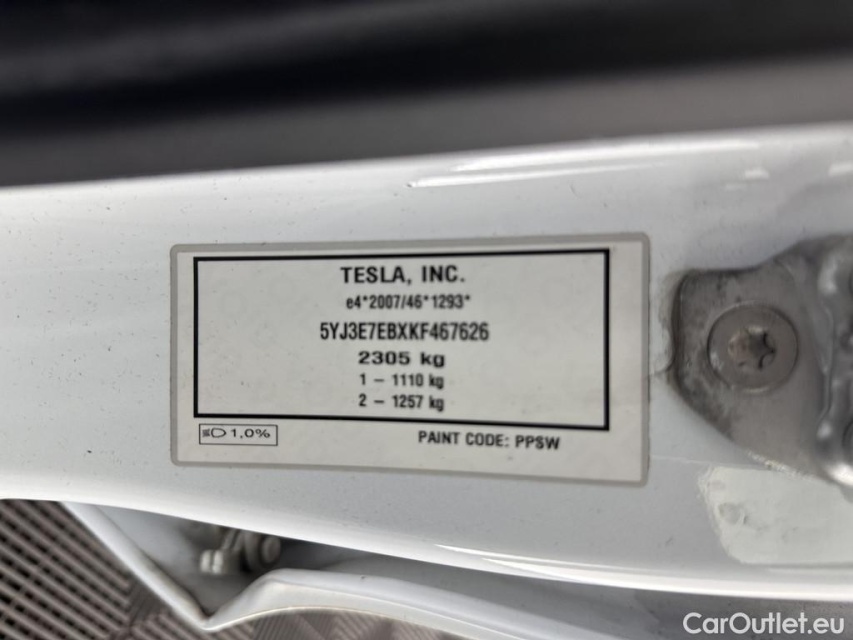 TESLA, INC.
e4*2007/46*1293*
5YJ3E7EBXKF467626
2305 kg
1 – 1110 kg
2 – 1257 kg
1,0%
PAINT CODE: PPSW
CarOutlet.eu